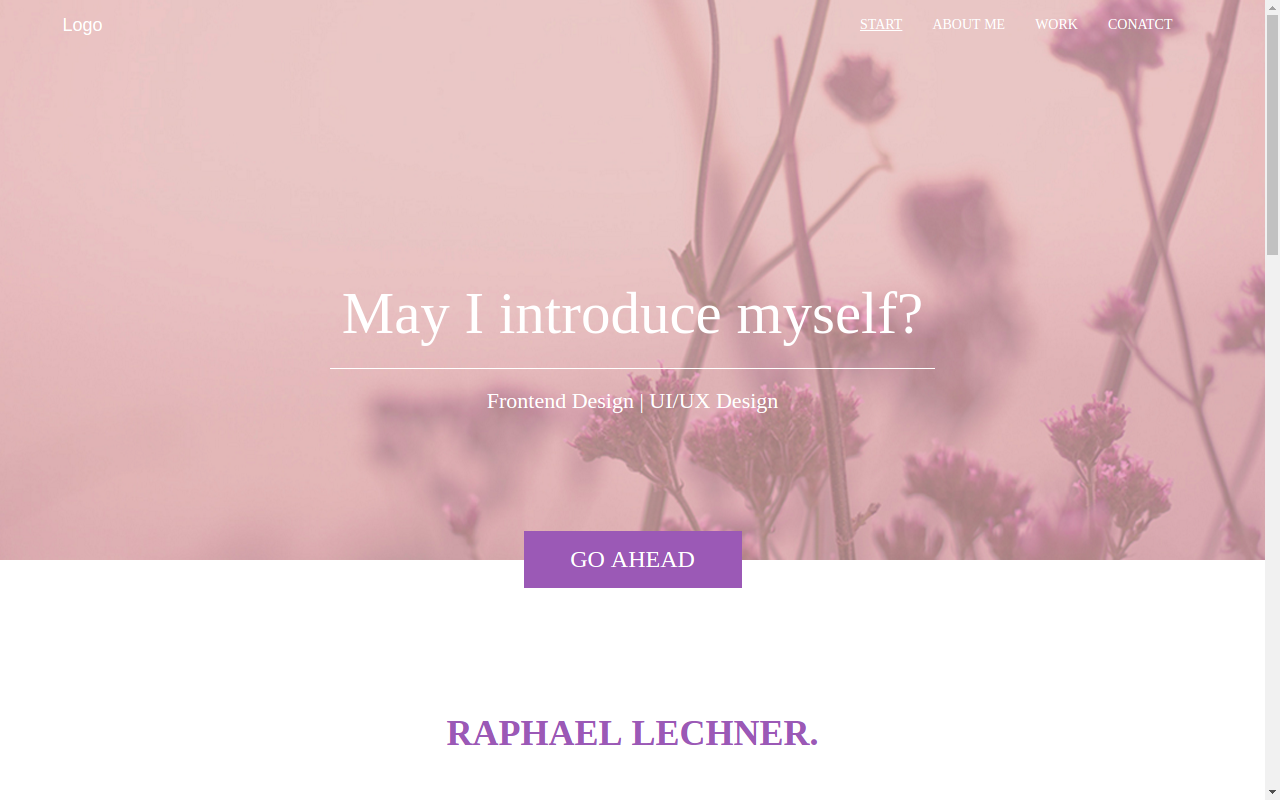 Logo
START
ABOUT ME
WORK
CONATCT
May I introduce myself?
Frontend Design | UI/UX Design
GO AHEAD
RAPHAEL LECHNER.